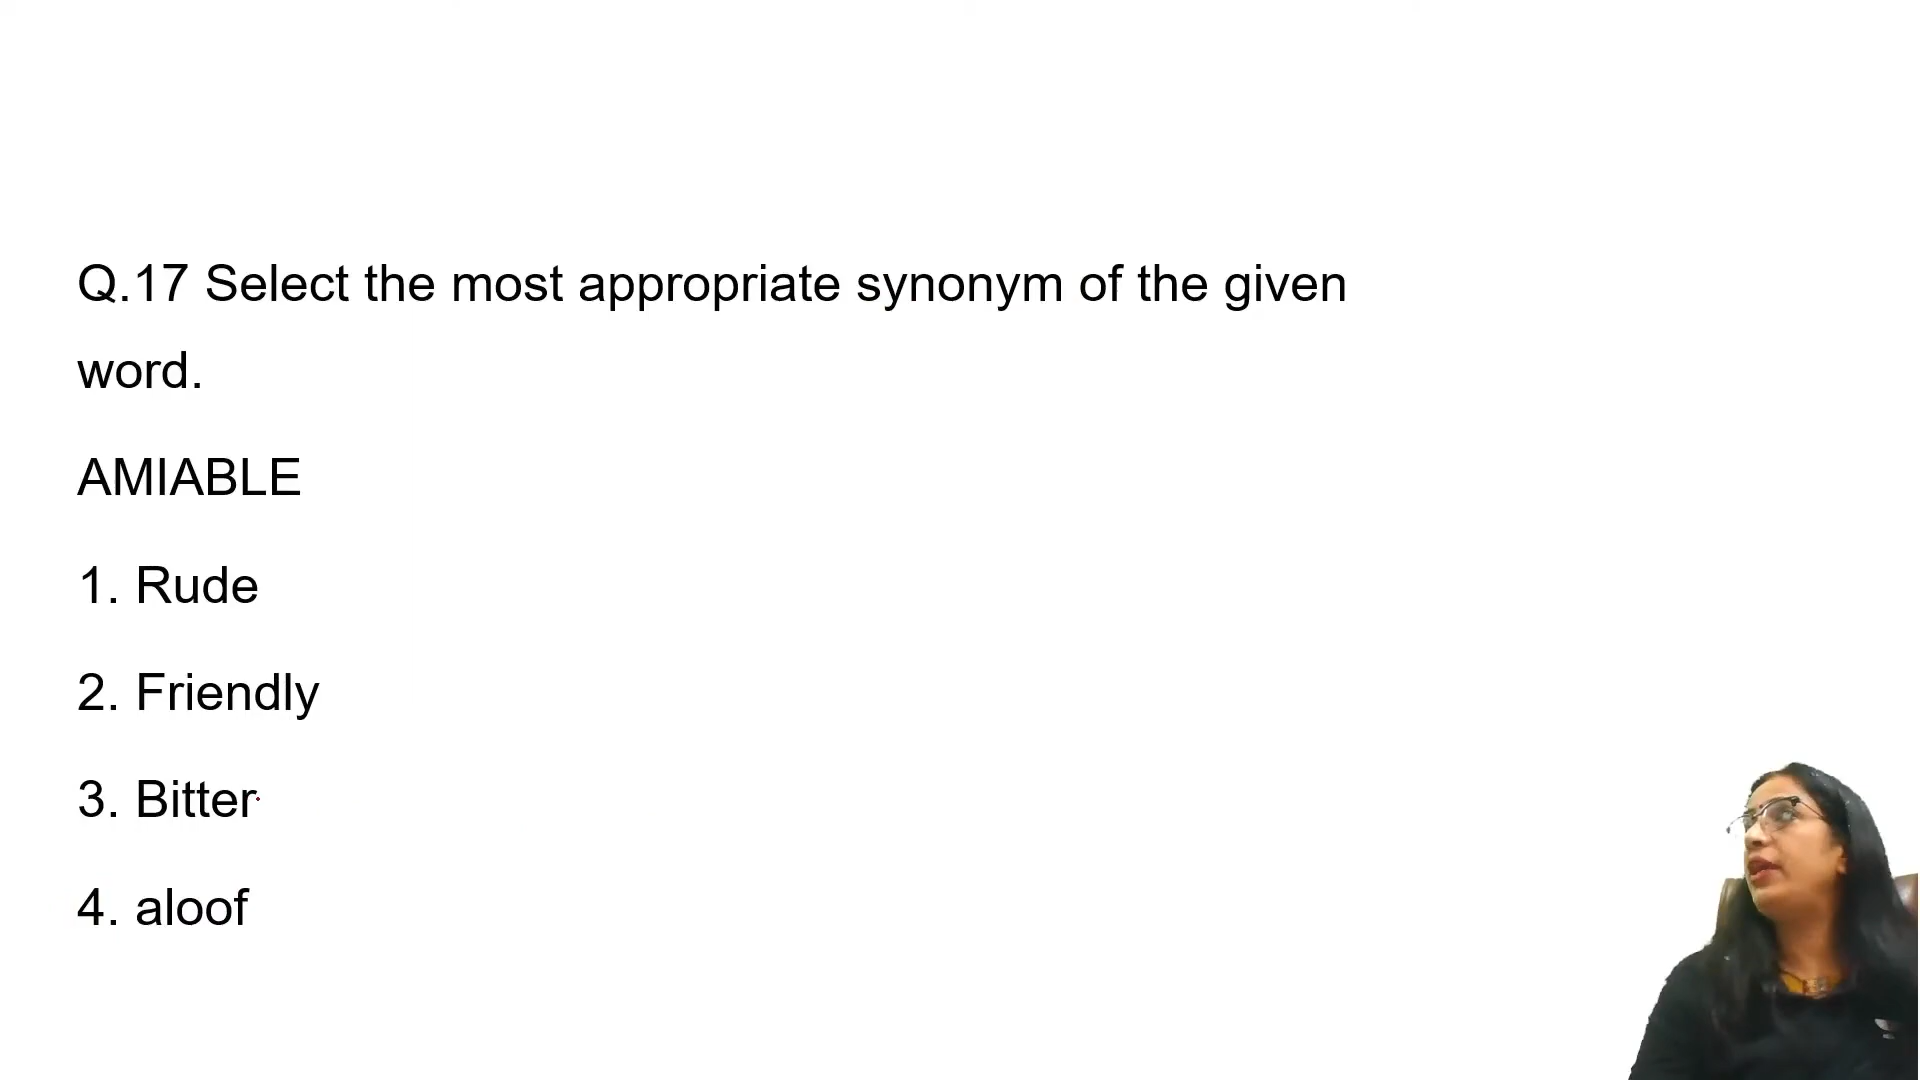 Q.17 Select the most appropriate synonym of the given
word.
AMIABLE
1. Rude
2. Friendly
3. Bitter
4. aloof